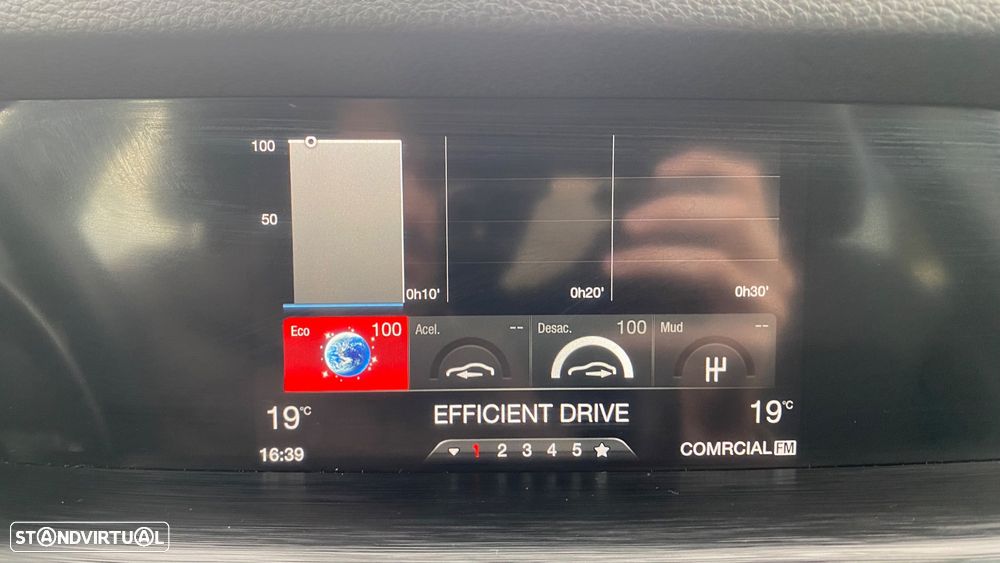 100
50
0h10' 0h20' 0h30'
Eco 100 Acel. -- Desac. 100 Mud --
19°C EFFICIENT DRIVE 19°C
16:39 1 2 3 4 5 COMRCIAL FM
STANDVIRTUAL